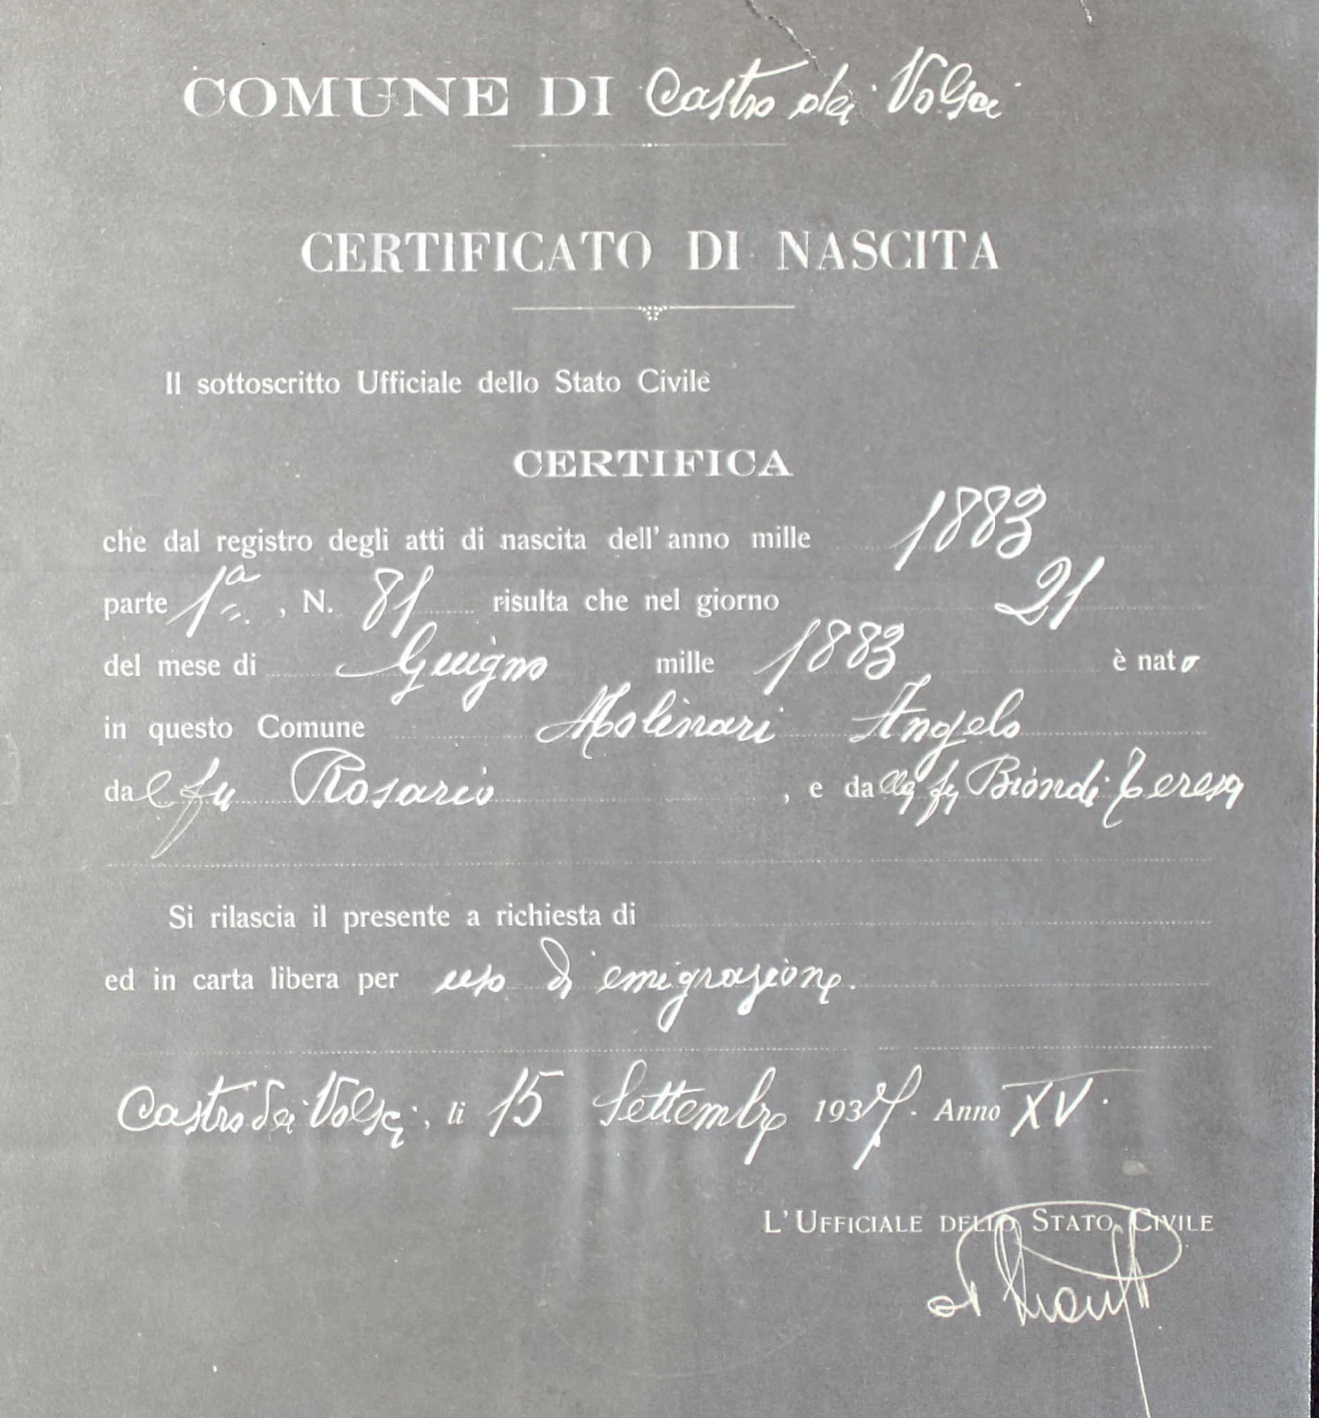 COMUNE DI Castro dei Volsci
CERTIFICATO DI NASCITA
Il sottoscritto Ufficiale dello Stato Civile
CERTIFICA
che dal registro degli atti di nascita dell'anno mille 1883
parte 1ª, N. 81 risulta che nel giorno 21
del mese di Giugno mille 1883 è nato
in questo Comune Molinari Angelo
dal fu Rosario, e dalla fu Biondi Teresa
Si rilascia il presente a richiesta di
ed in carta libera per uso di emigrazione.
Castro dei Volsci, li 15 Settembre 1937. Anno XV.
L'UFFICIALE DELLO STATO CIVILE